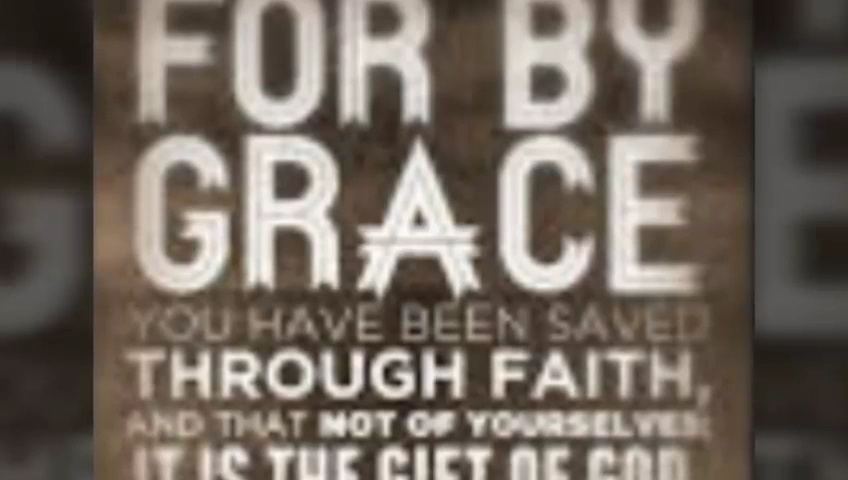 FOR BY
GRACE
YOU HAVE BEEN SAVED
THROUGH FAITH,
AND THAT NOT OF YOURSELVES;
IT IS THE GIFT OF GOD,